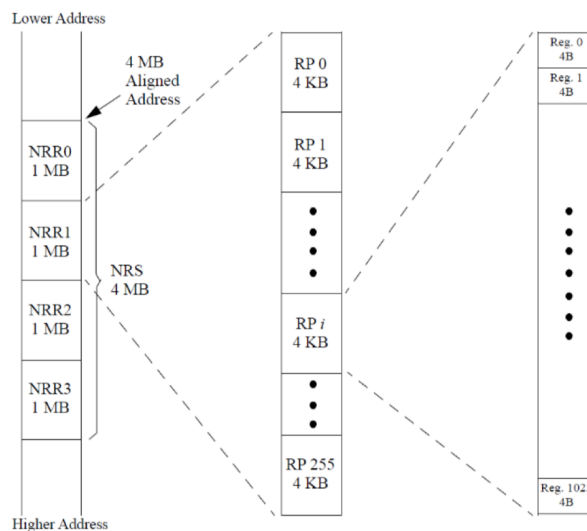 Lower Address
4 MB
Aligned
Address
NRR0
1 MB
NRR1
1 MB
NRR2
1 MB
NRR3
1 MB
NRS
4 MB
Higher Address
RP 0
4 KB
RP 1
4 KB
RP i
4 KB
RP 255
4 KB
Reg. 0
4B
Reg. 1
4B
Reg. 102
4B